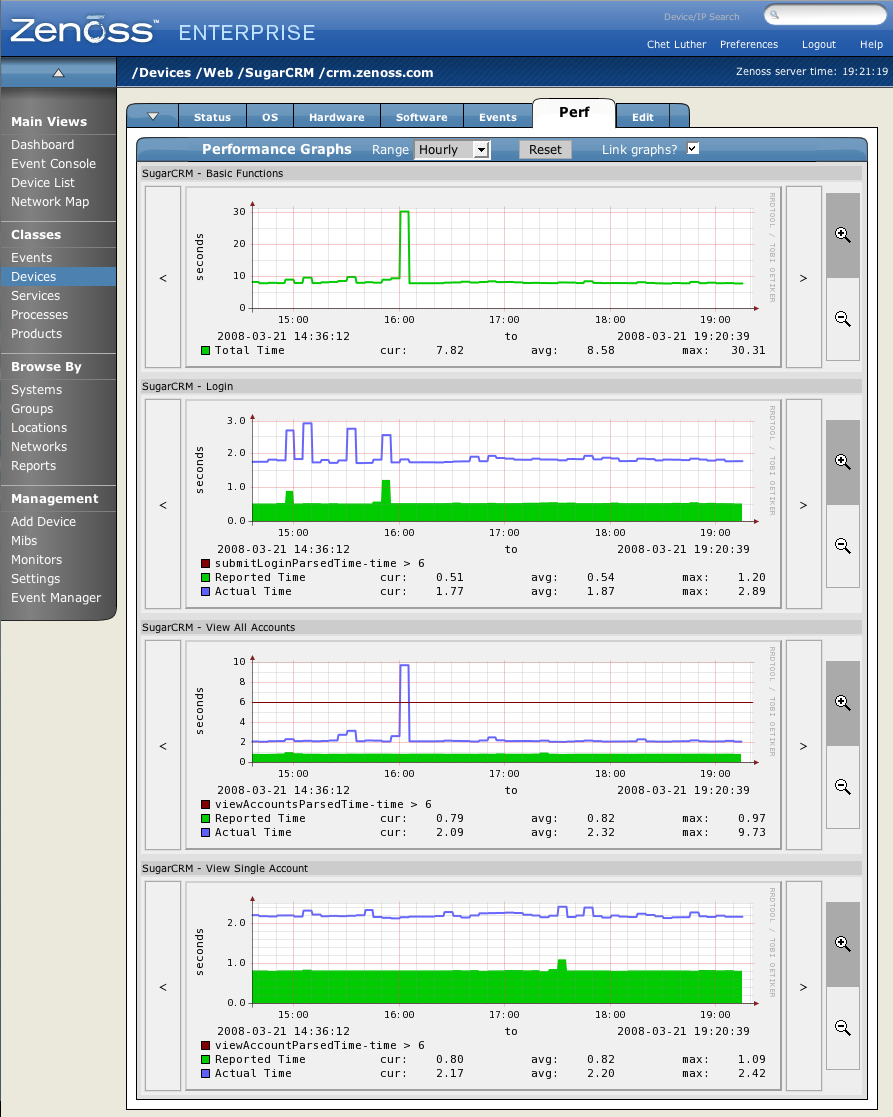 Zenoss™ ENTERPRISE
Device/IP Search
Chet Luther Preferences Logout Help
/Devices /Web /SugarCRM /crm.zenoss.com
Zenoss server time: 19:21:19
Main Views
Dashboard
Event Console
Device List
Network Map
Classes
Events
Devices
Services
Processes
Products
Browse By
Systems
Groups
Locations
Networks
Reports
Management
Add Device
Mibs
Monitors
Settings
Event Manager
Status OS Hardware Software Events Perf Edit
Performance Graphs Range Hourly Reset Link graphs?
SugarCRM - Basic Functions
<
>
RRDTOOL / TOBI OETIKER
seconds
30
20
10
0
15:00 16:00 17:00 18:00 19:00
2008-03-21 14:36:12 to 2008-03-21 19:20:39
Total Time cur: 7.82 avg: 8.58 max: 30.31
SugarCRM - Login
<
>
RRDTOOL / TOBI OETIKER
seconds
3.0
2.0
1.0
0.0
15:00 16:00 17:00 18:00 19:00
2008-03-21 14:36:12 to 2008-03-21 19:20:39
submitLoginParsedTime-time > 6
Reported Time cur: 0.51 avg: 0.54 max: 1.20
Actual Time cur: 1.77 avg: 1.87 max: 2.89
SugarCRM - View All Accounts
<
>
RRDTOOL / TOBI OETIKER
seconds
10
8
6
4
2
0
15:00 16:00 17:00 18:00 19:00
2008-03-21 14:36:12 to 2008-03-21 19:20:39
viewAccountsParsedTime-time > 6
Reported Time cur: 0.79 avg: 0.82 max: 0.97
Actual Time cur: 2.09 avg: 2.32 max: 9.73
SugarCRM - View Single Account
<
>
RRDTOOL / TOBI OETIKER
seconds
2.0
1.0
0.0
15:00 16:00 17:00 18:00 19:00
2008-03-21 14:36:12 to 2008-03-21 19:20:39
viewAccountParsedTime-time > 6
Reported Time cur: 0.80 avg: 0.82 max: 1.09
Actual Time cur: 2.17 avg: 2.20 max: 2.42